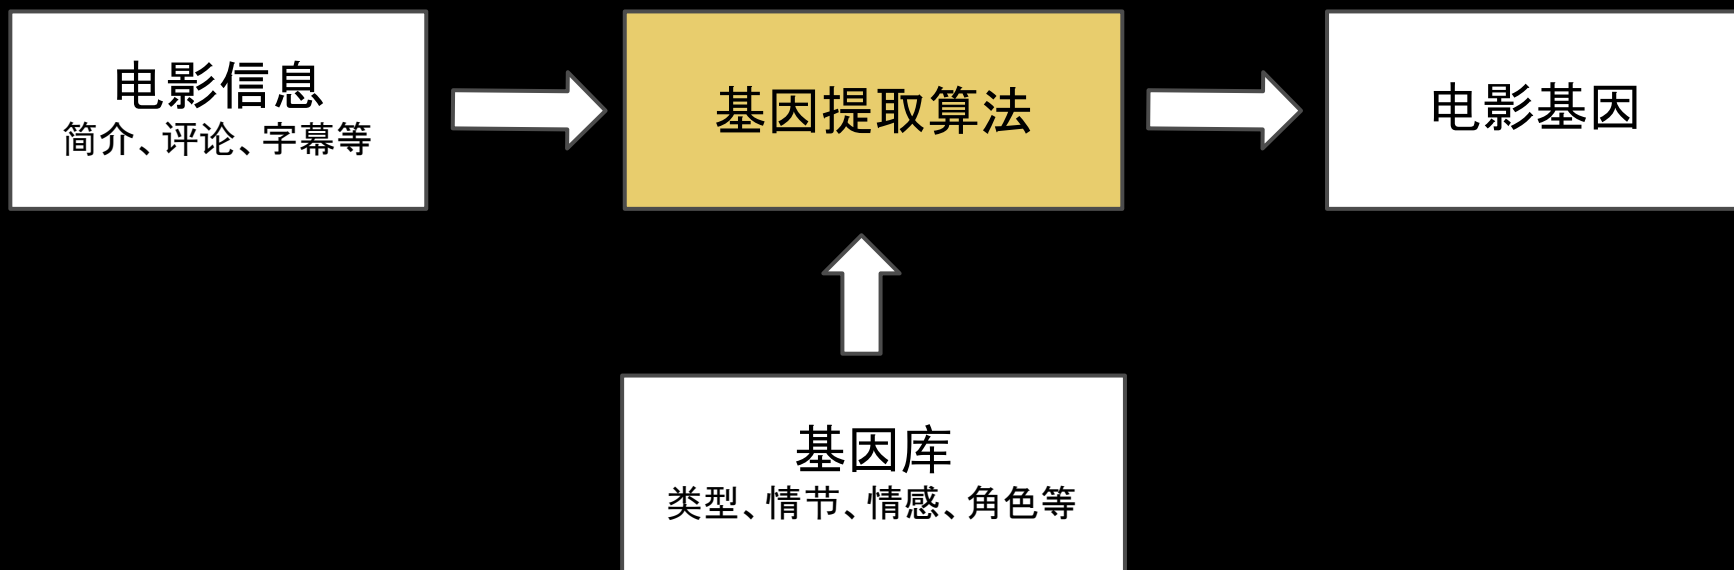 电影信息
简介、评论、字幕等
基因提取算法
电影基因
基因库
类型、情节、情感、角色等